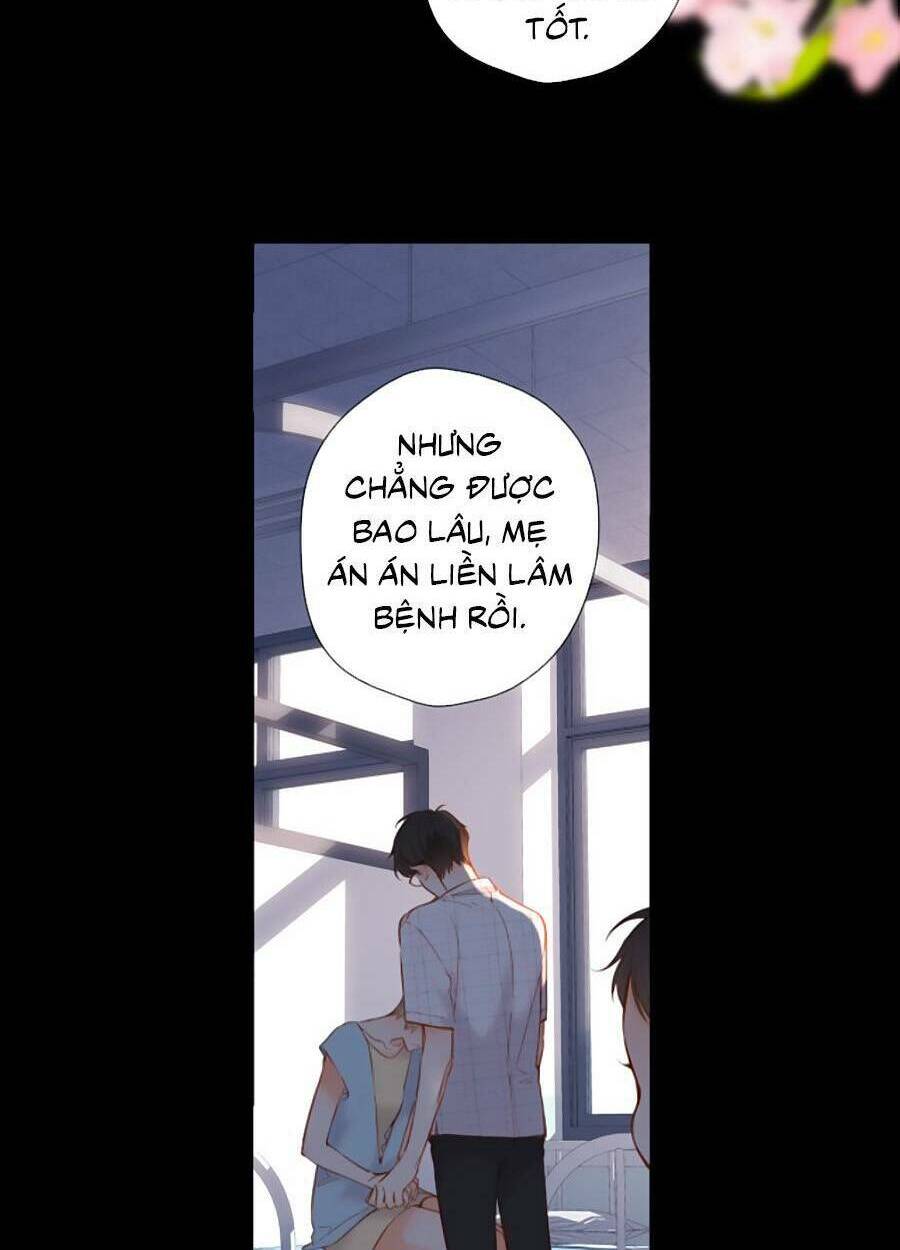 TỐT.
NHƯNG
CHẲNG ĐƯỢC
BAO LÂU, MẸ
ÁN ÁN LIỀN LÂM
BỆNH RỒI.